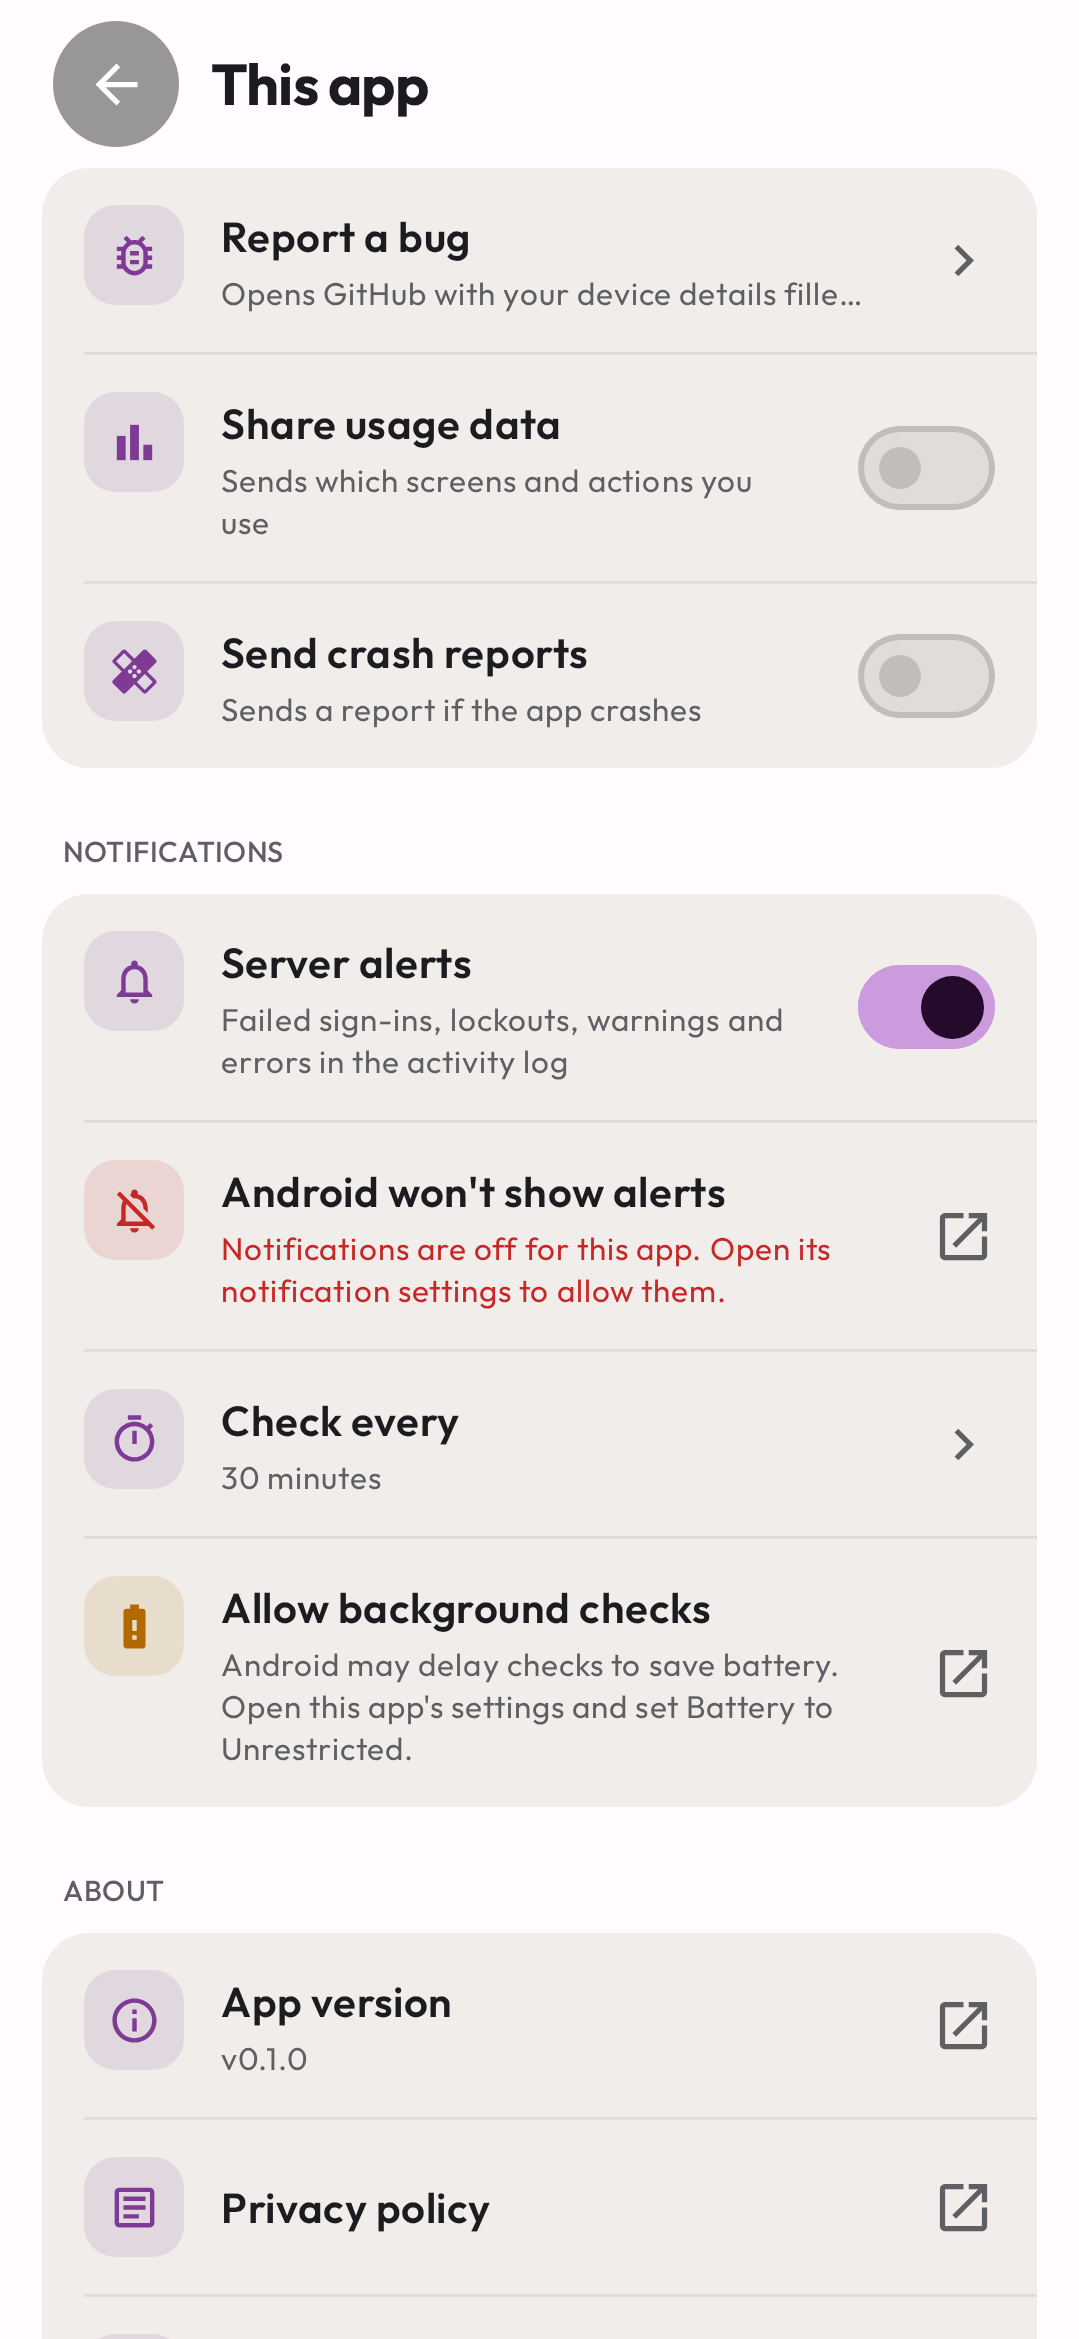 This app
Report a bug
Opens GitHub with your device details fille...
Share usage data
Sends which screens and actions you
use
Send crash reports
Sends a report if the app crashes
NOTIFICATIONS
Server alerts
Failed sign-ins, lockouts, warnings and
errors in the activity log
Android won't show alerts
Notifications are off for this app. Open its
notification settings to allow them.
Check every
30 minutes
Allow background checks
Android may delay checks to save battery.
Open this app's settings and set Battery to
Unrestricted.
ABOUT
App version
v0.1.0
Privacy policy